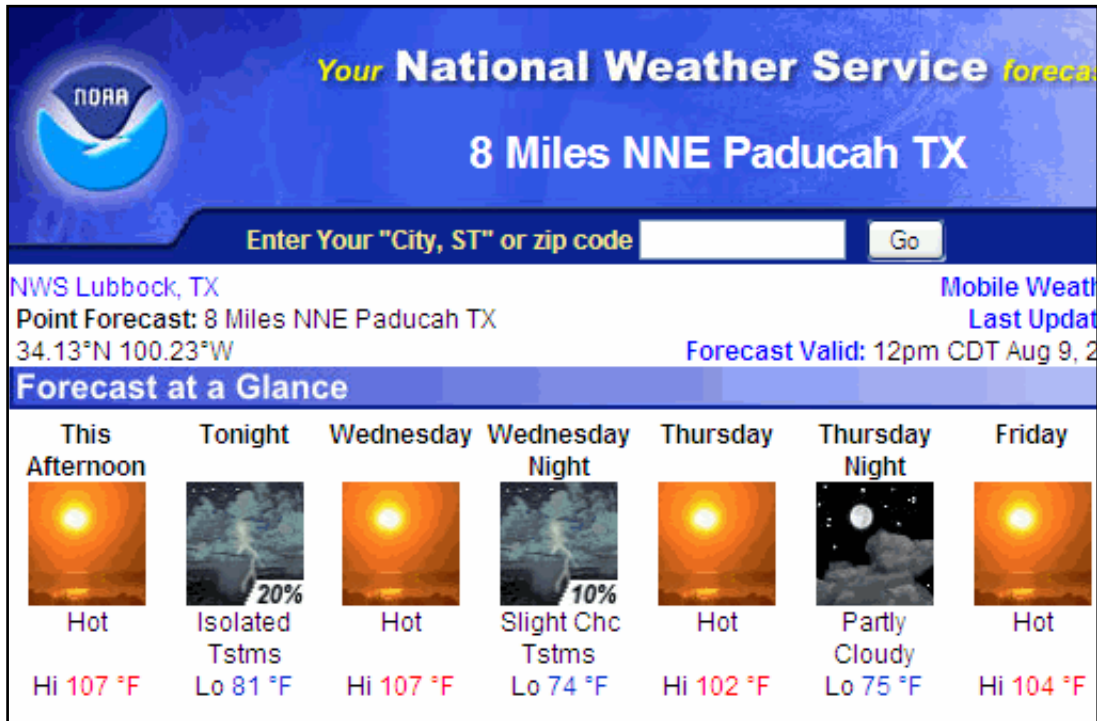 NOAA
Your National Weather Service
8 Miles NNE Paducah TX
Enter Your "City, ST" or zip code Go
NWS Lubbock, TX Mobile
Point Forecast: 8 Miles NNE Paducah TX Last
34.13°N 100.23°W Forecast Valid: 12pm CDT Aug 9,
Forecast at a Glance
This Tonight Wednesday Wednesday Thursday Thursday Friday
Afternoon Night Night
20% 10%
Hot Isolated Hot Slight Chc Hot Partly Hot
Tstms Tstms Cloudy
Hi 107 °F Lo 81 °F Hi 107 °F Lo 74 °F Hi 102 °F Lo 75 °F Hi 104 °F